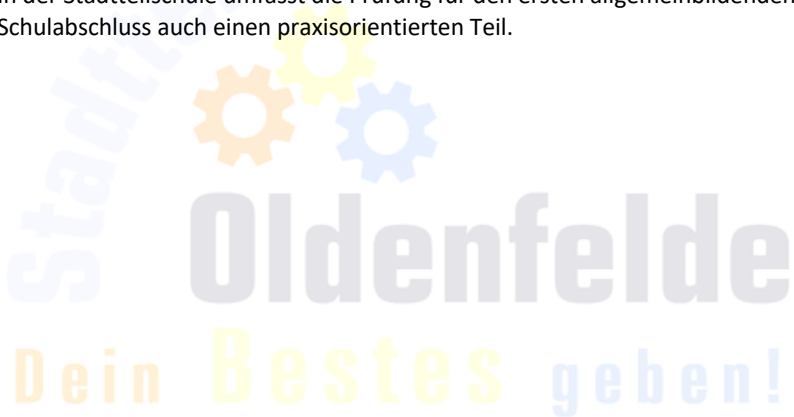 in der Stadtteilschule umfasst die Prüfung für den ersten allgemeinbildenden
Schulabschluss auch einen praxisorientierten Teil.
Oldenfelde
Dein Bestes geben!